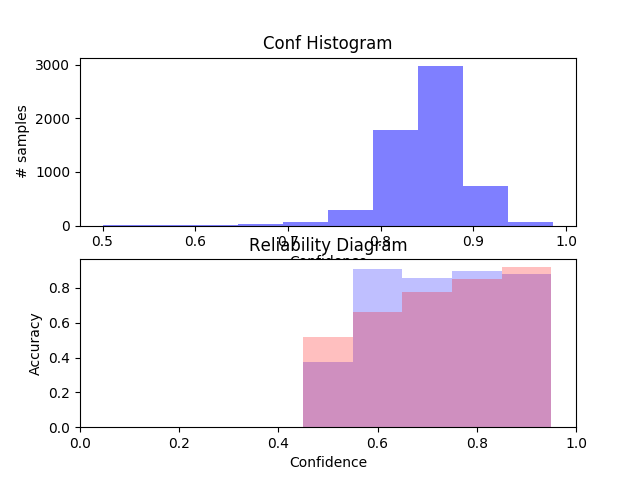 Conf Histogram
# samples
3000
2000
1000
0
0.5 0.6 0.7 0.8 0.9 1.0
Confidence
Reliability Diagram
Accuracy
0.8
0.6
0.4
0.2
0.0
0.0 0.2 0.4 0.6 0.8 1.0
Confidence